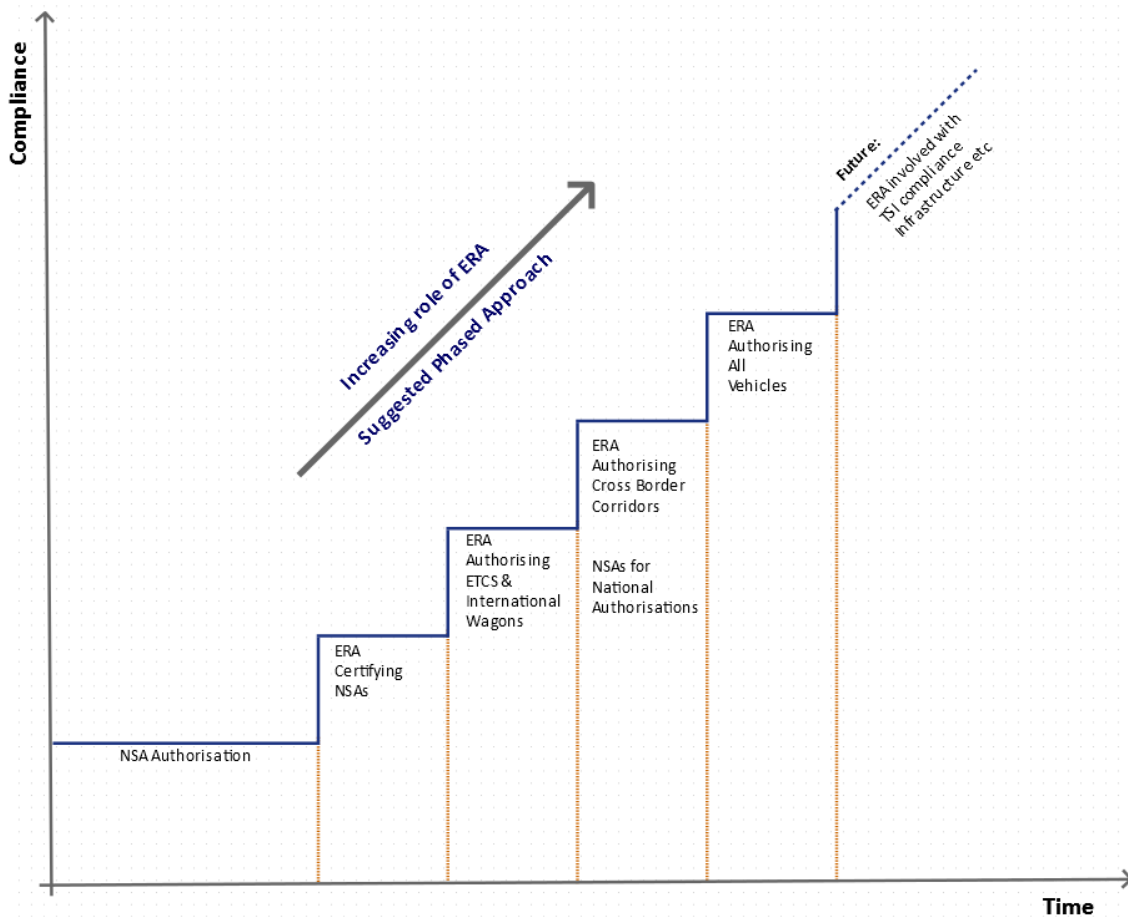 Compliance
Future:
ERA involved with
TSI compliance
Infrastructure etc
Increasing role of ERA
Suggested Phased Approach
ERA
Authorising
All
Vehicles
ERA
Authorising
Cross Border
Corridors
NSAs for
National
Authorisations
ERA
Authorising
ETCS &
International
Wagons
ERA
Certifying
NSAs
NSA Authorisation
Time